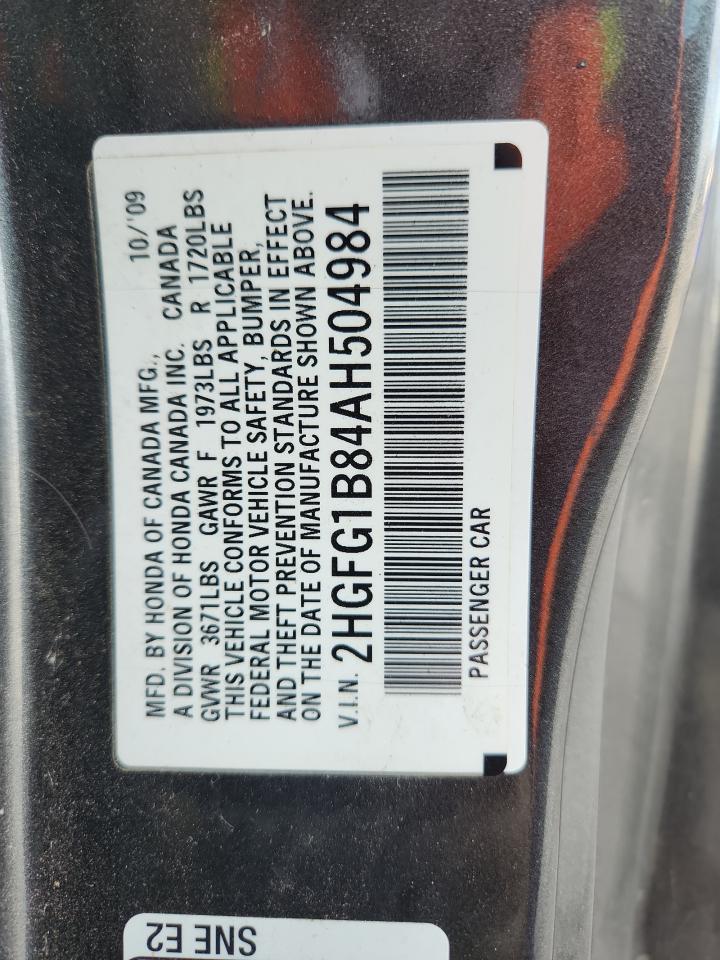 MFD. BY HONDA OF CANADA MFG., 10/'09
A DIVISION OF HONDA CANADA INC. CANADA
GVWR 3671LBS GAWR F 1973LBS R 1720LBS
THIS VEHICLE CONFORMS TO ALL APPLICABLE
FEDERAL MOTOR VEHICLE SAFETY, BUMPER,
AND THEFT PREVENTION STANDARDS IN EFFECT
ON THE DATE OF MANUFACTURE SHOWN ABOVE.
V.I.N. 2HGFG1B84AH504984
PASSENGER CAR
SNE E2